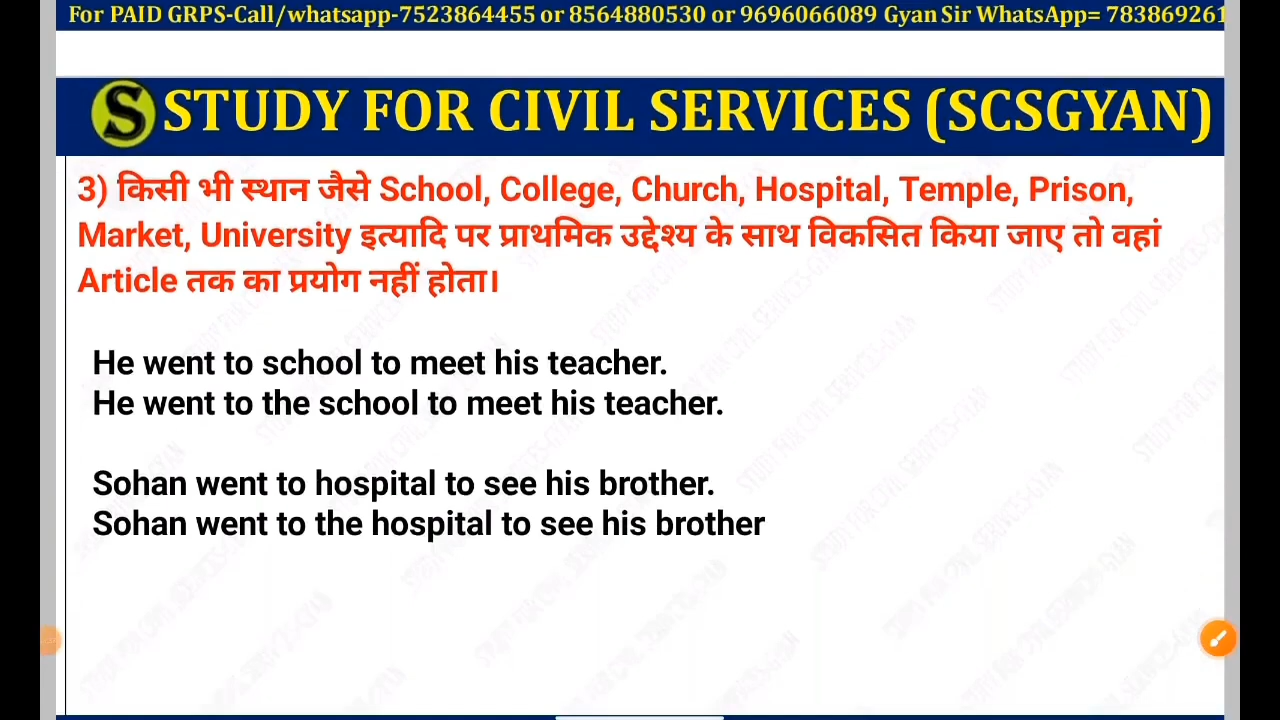 For PAID GRPS-Call/whatsapp-7523864455 or 8564880530 or 9696066089 Gyan Sir WhatsApp= 783869261
S STUDY FOR CIVIL SERVICES (SCSGYAN)
3) किसी भी स्थान जैसे School, College, Church, Hospital, Temple, Prison,
Market, University इत्यादि पर प्राथमिक उद्देश्य के साथ विकसित किया जाए तो वहां
Article तक का प्रयोग नहीं होता।
He went to school to meet his teacher.
He went to the school to meet his teacher.
Sohan went to hospital to see his brother.
Sohan went to the hospital to see his brother